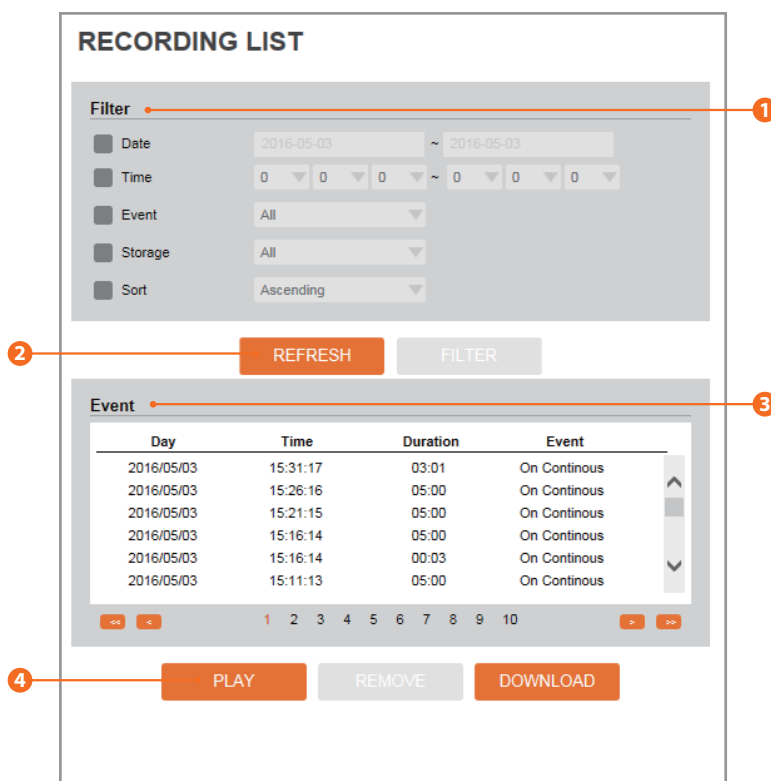 RECORDING LIST
Filter
1
Date 2016-05-03 ~ 2016-05-03
Time 0 0 0 ~ 0 0 0
Event All
Storage All
Sort Ascending
2 REFRESH FILTER
Event
3
Day Time Duration Event
2016/05/03 15:31:17 03:01 On Continous
2016/05/03 15:26:16 05:00 On Continous
2016/05/03 15:21:15 05:00 On Continous
2016/05/03 15:16:14 05:00 On Continous
2016/05/03 15:16:14 00:03 On Continous
2016/05/03 15:11:13 05:00 On Continous
<< < 1 2 3 4 5 6 7 8 9 10 > >>
4 PLAY REMOVE DOWNLOAD